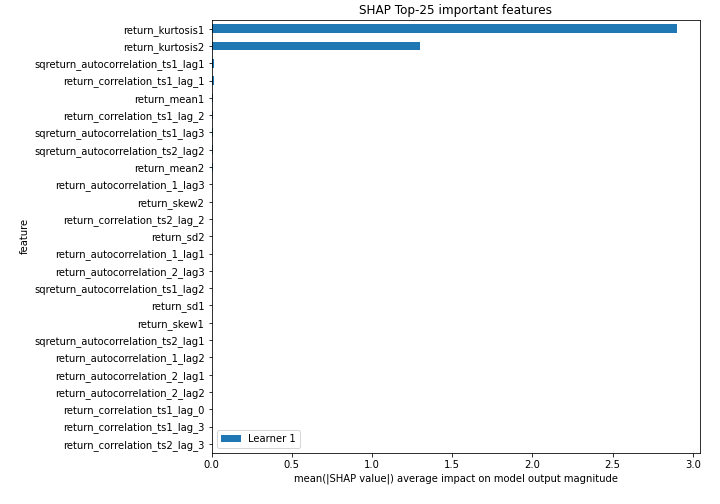 SHAP Top-25 important features
return_kurtosis1
return_kurtosis2
sqreturn_autocorrelation_ts1_lag1
return_correlation_ts1_lag_1
return_mean1
return_correlation_ts1_lag_2
sqreturn_autocorrelation_ts1_lag3
sqreturn_autocorrelation_ts2_lag2
return_mean2
return_autocorrelation_1_lag3
return_skew2
return_correlation_ts2_lag_2
return_sd2
return_autocorrelation_1_lag1
return_autocorrelation_2_lag3
sqreturn_autocorrelation_ts1_lag2
return_sd1
return_skew1
sqreturn_autocorrelation_ts2_lag1
return_autocorrelation_1_lag2
return_autocorrelation_2_lag1
return_autocorrelation_2_lag2
return_correlation_ts1_lag_0
return_correlation_ts1_lag_3
return_correlation_ts2_lag_3
feature
Learner 1
0.0 0.5 1.0 1.5 2.0 2.5 3.0
mean(|SHAP value|) average impact on model output magnitude